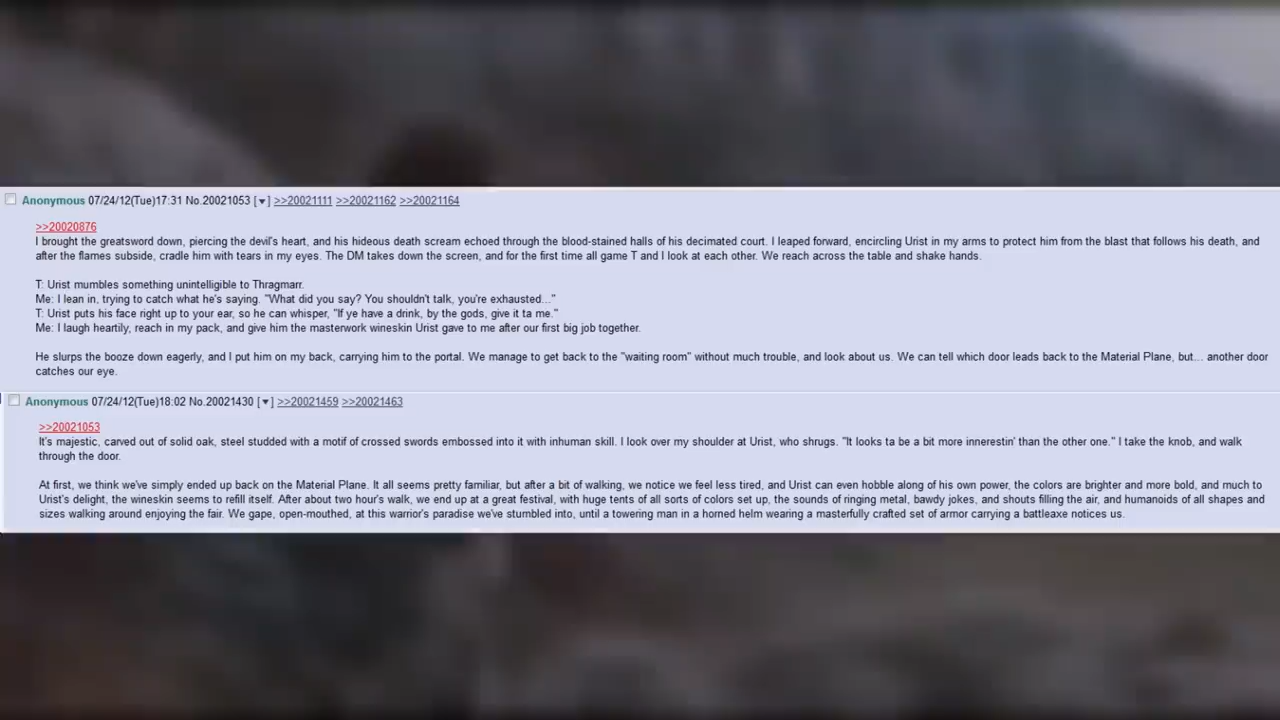 Anonymous 07/24/12(Tue)17:31 No.20021053 [▼] >>20021111 >>20021162 >>20021164
>>20020876
I brought the greatsword down, piercing the devil's heart, and his hideous death scream echoed through the blood-stained halls of his decimated court. I leaped forward, encircling Urist in my arms to protect him from the blast that follows his death, and
after the flames subside, cradle him with tears in my eyes. The DM takes down the screen, and for the first time all game T and I look at each other. We reach across the table and shake hands.
T: Urist mumbles something unintelligible to Thragmarr.
Me: I lean in, trying to catch what he's saying. "What did you say? You shouldn't talk, you're exhausted..."
T: Urist puts his face right up to your ear, so he can whisper, "If ye have a drink, by the gods, give it ta me."
Me: I laugh heartily, reach in my pack, and give him the masterwork wineskin Urist gave to me after our first big job together.
He slurps the booze down eagerly, and I put him on my back, carrying him to the portal. We manage to get back to the "waiting room" without much trouble, and look about us. We can tell which door leads back to the Material Plane, but... another door
catches our eye.
Anonymous 07/24/12(Tue)18:02 No.20021430 [▼] >>20021459 >>20021463
>>20021053
It's majestic, carved out of solid oak, steel studded with a motif of crossed swords embossed into it with inhuman skill. I look over my shoulder at Urist, who shrugs. "It looks ta be a bit more innerestin' than the other one." I take the knob, and walk
through the door.
At first, we think we've simply ended up back on the Material Plane. It all seems pretty familiar, but after a bit of walking, we notice we feel less tired, and Urist can even hobble along of his own power, the colors are brighter and more bold, and much to
Urist's delight, the wineskin seems to refill itself. After about two hour's walk, we end up at a great festival, with huge tents of all sorts of colors set up, the sounds of ringing metal, bawdy jokes, and shouts filling the air, and humanoids of all shapes and
sizes walking around enjoying the fair. We gape, open-mouthed, at this warrior's paradise we've stumbled into, until a towering man in a horned helm wearing a masterfully crafted set of armor carrying a battleaxe notices us.